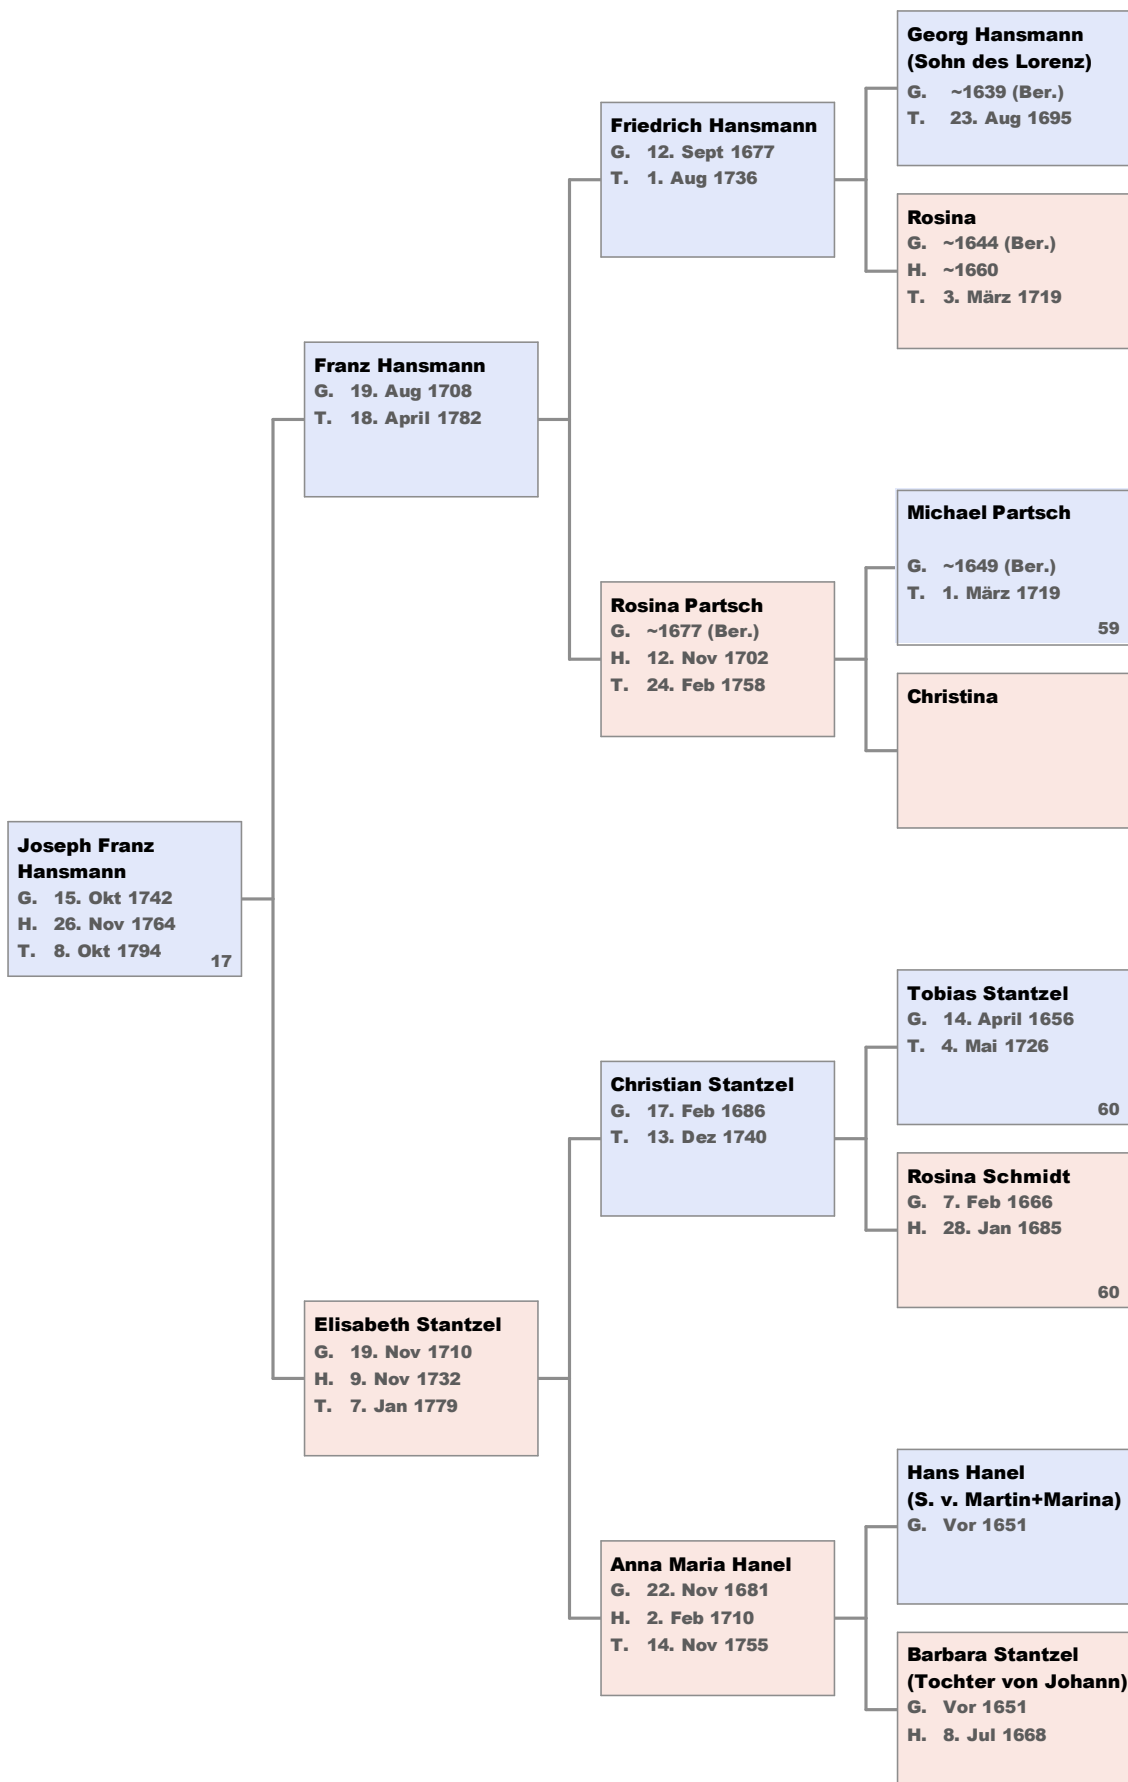 Georg Hansmann
(Sohn des Lorenz)
G. ~1639 (Ber.)
T. 23. Aug 1695
Friedrich Hansmann
G. 12. Sept 1677
T. 1. Aug 1736
Rosina
G. ~1644 (Ber.)
H. ~1660
T. 3. März 1719
Franz Hansmann
G. 19. Aug 1708
T. 18. April 1782
Michael Partsch
G. ~1649 (Ber.)
T. 1. März 1719
59
Rosina Partsch
G. ~1677 (Ber.)
H. 12. Nov 1702
T. 24. Feb 1758
Christina
Joseph Franz
Hansmann
G. 15. Okt 1742
H. 26. Nov 1764
T. 8. Okt 1794
17
Tobias Stantzel
G. 14. April 1656
T. 4. Mai 1726
60
Christian Stantzel
G. 17. Feb 1686
T. 13. Dez 1740
Rosina Schmidt
G. 7. Feb 1666
H. 28. Jan 1685
60
Elisabeth Stantzel
G. 19. Nov 1710
H. 9. Nov 1732
T. 7. Jan 1779
Hans Hanel
(S. v. Martin+Marina)
G. Vor 1651
Anna Maria Hanel
G. 22. Nov 1681
H. 2. Feb 1710
T. 14. Nov 1755
Barbara Stantzel
(Tochter von Johann)
G. Vor 1651
H. 8. Jul 1668